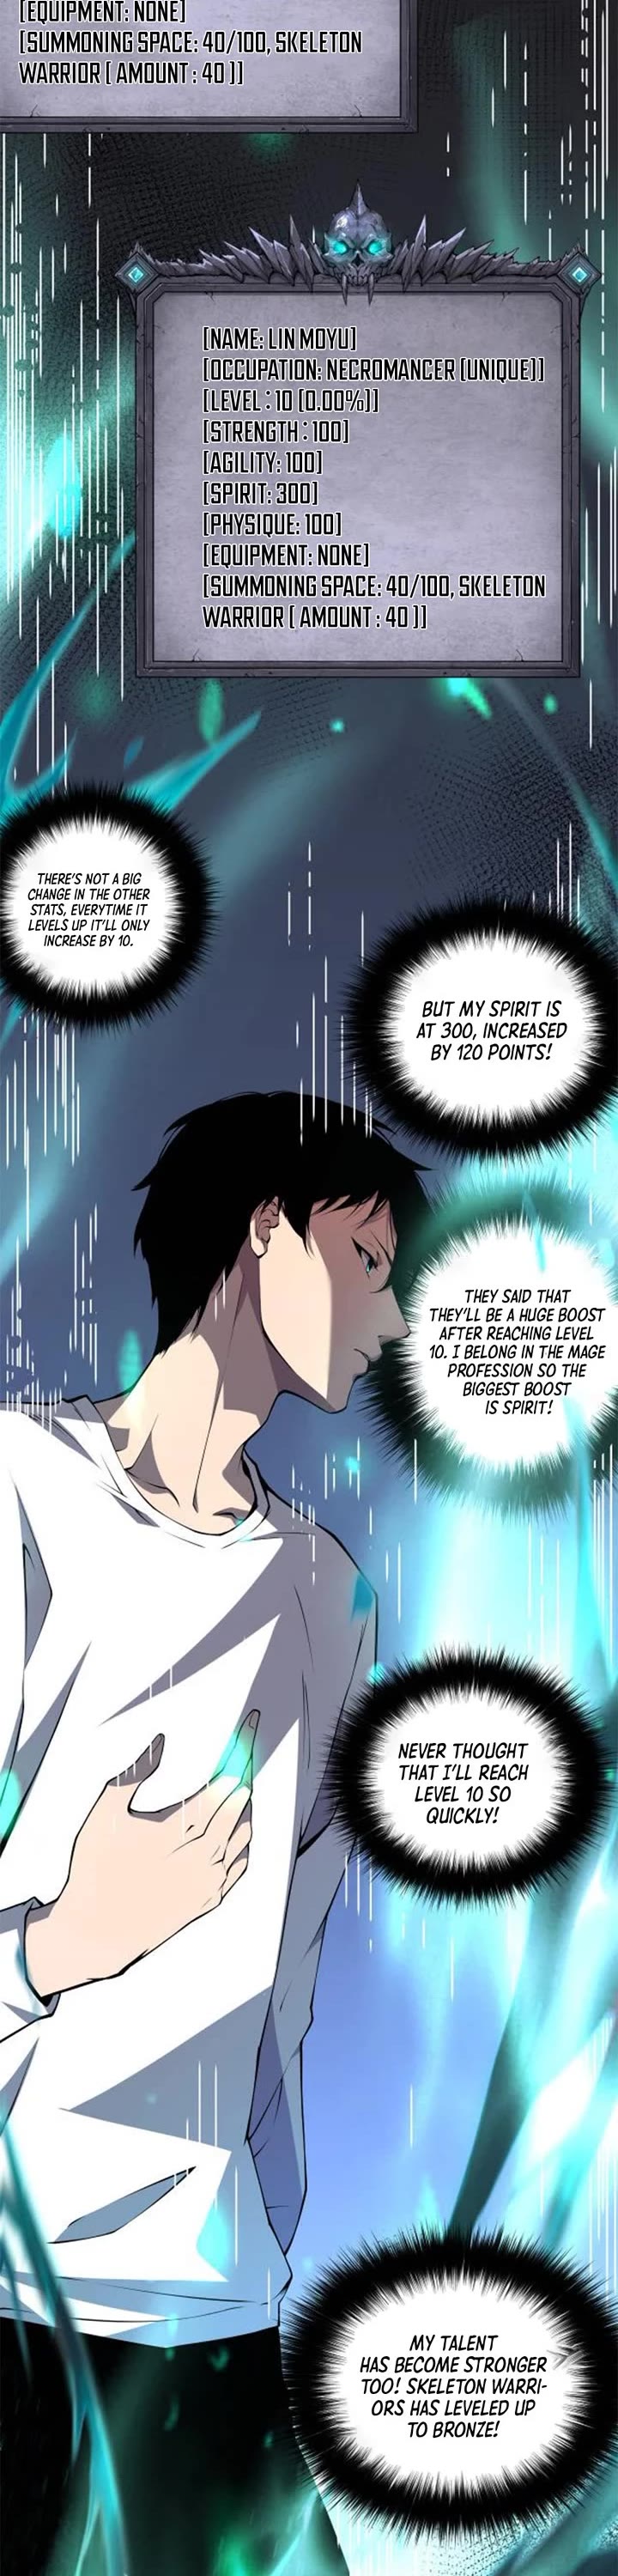 [EQUIPMENT: NONE]
[SUMMONING SPACE: 40/100, SKELETON
WARRIOR [ AMOUNT : 40 ]]
[NAME: LIN MOYU]
[OCCUPATION: NECROMANCER [UNIQUE]]
[LEVEL : 10 [0.00%]]
[STRENGTH : 100]
[AGILITY: 100]
[SPIRIT: 300]
[PHYSIQUE: 100]
[EQUIPMENT: NONE]
[SUMMONING SPACE: 40/100, SKELETON
WARRIOR [ AMOUNT : 40 ]]
THERE'S NOT A BIG
CHANGE IN THE OTHER
STATS, EVERYTIME IT
LEVELS UP IT'LL ONLY
INCREASE BY 10.
BUT MY SPIRIT IS
AT 300, INCREASED
BY 120 POINTS!
THEY SAID THAT
THEY'LL BE A HUGE BOOST
AFTER REACHING LEVEL
10. I BELONG IN THE MAGE
PROFESSION SO THE
BIGGEST BOOST
IS SPIRIT!
NEVER THOUGHT
THAT I'LL REACH
LEVEL 10 SO
QUICKLY!
MY TALENT
HAS BECOME STRONGER
TOO! SKELETON WARRI-
ORS HAS LEVELED UP
TO BRONZE!